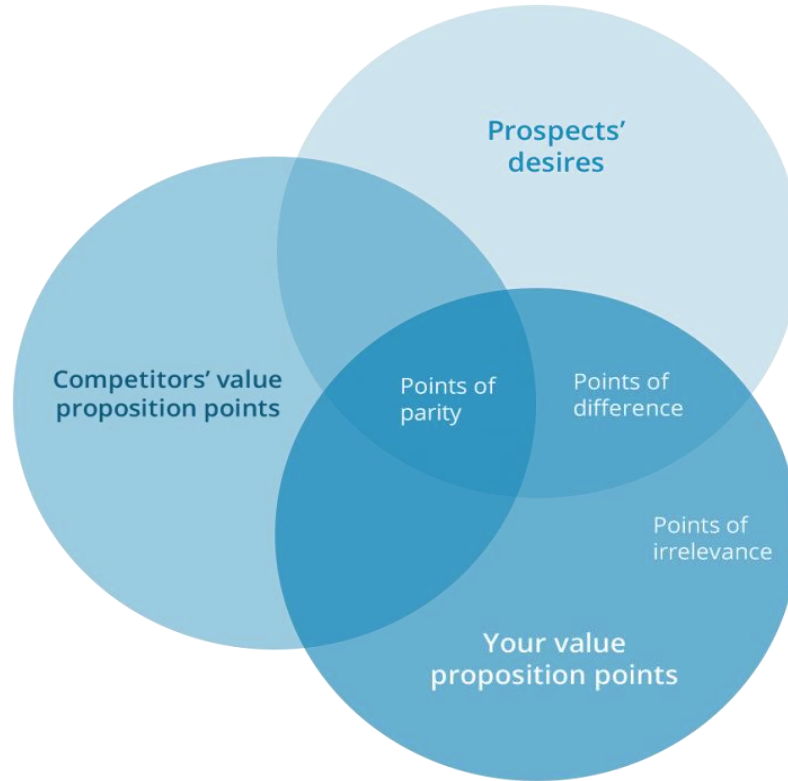 Prospects’
desires
Competitors’ value
proposition points
Points of
parity
Points of
difference
Points of
irrelevance
Your value
proposition points